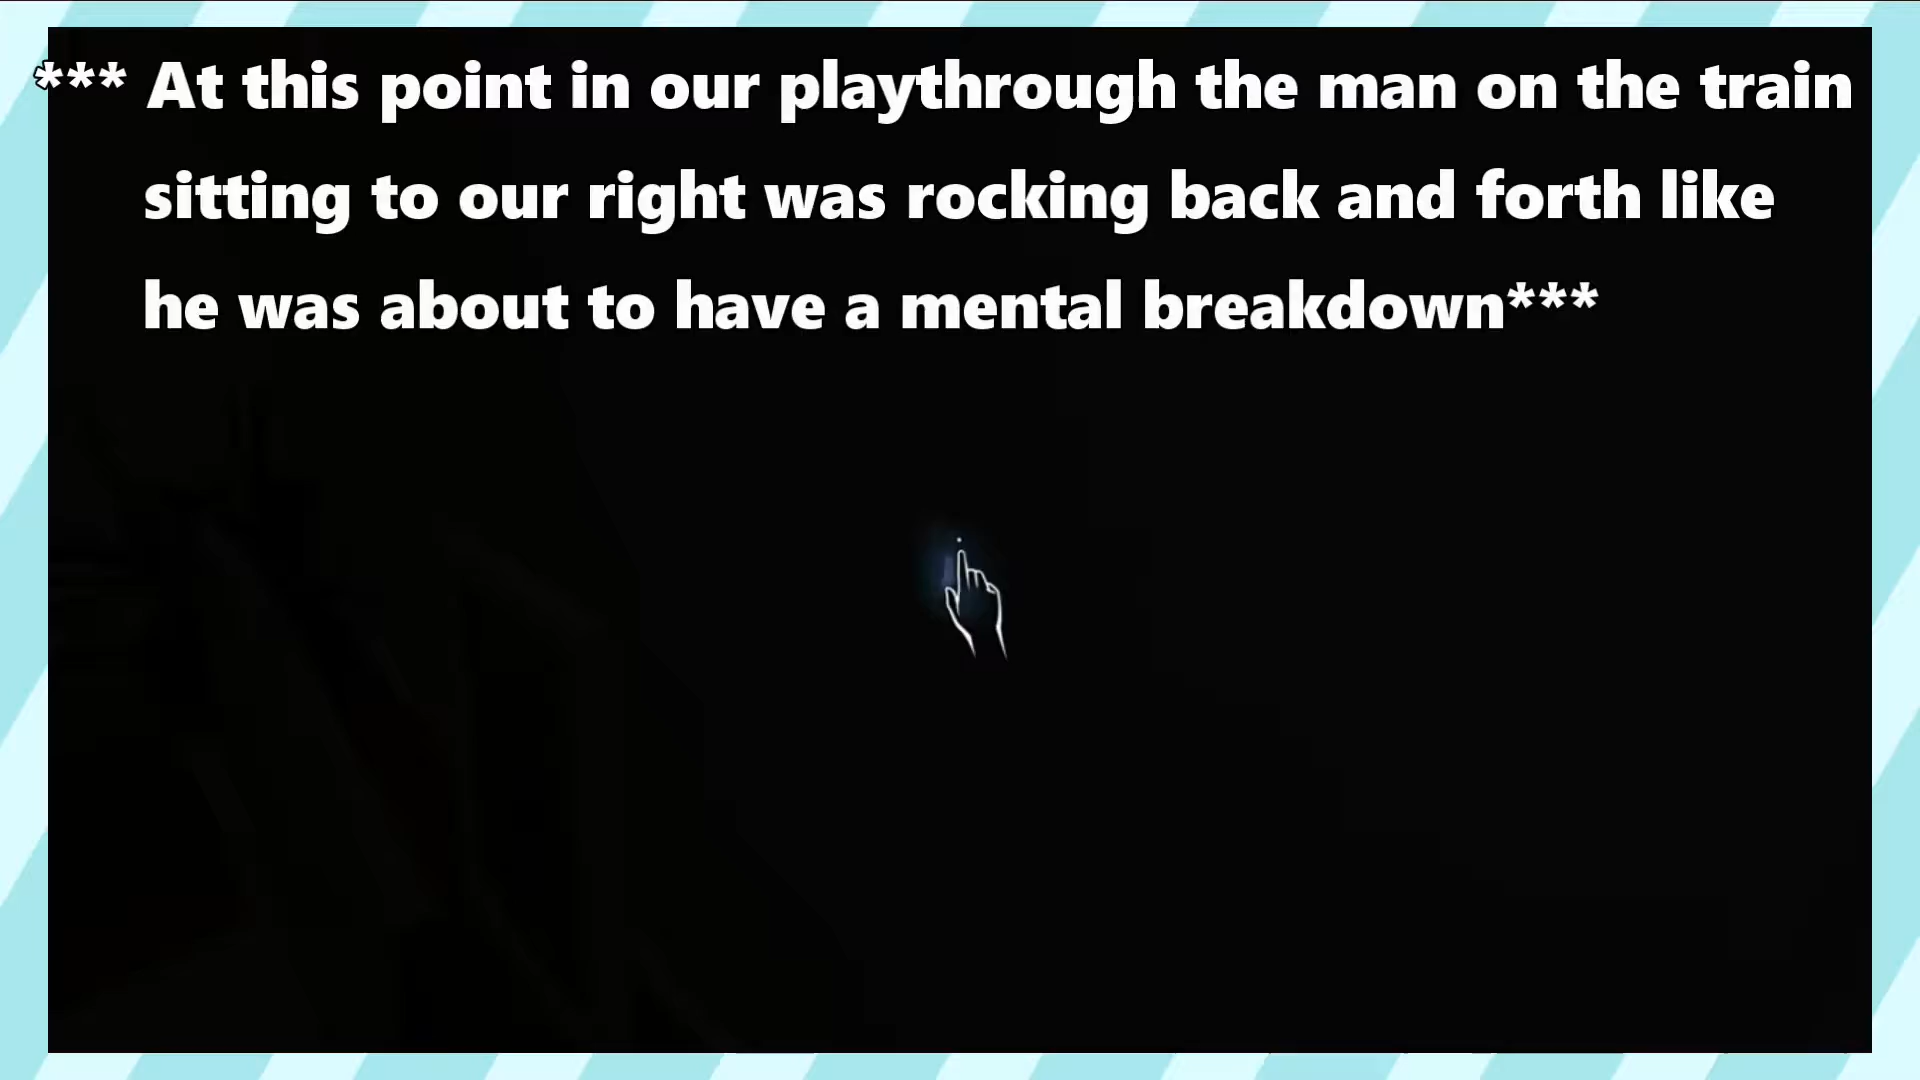 *** At this point in our playthrough the man on the train
sitting to our right was rocking back and forth like
he was about to have a mental breakdown***